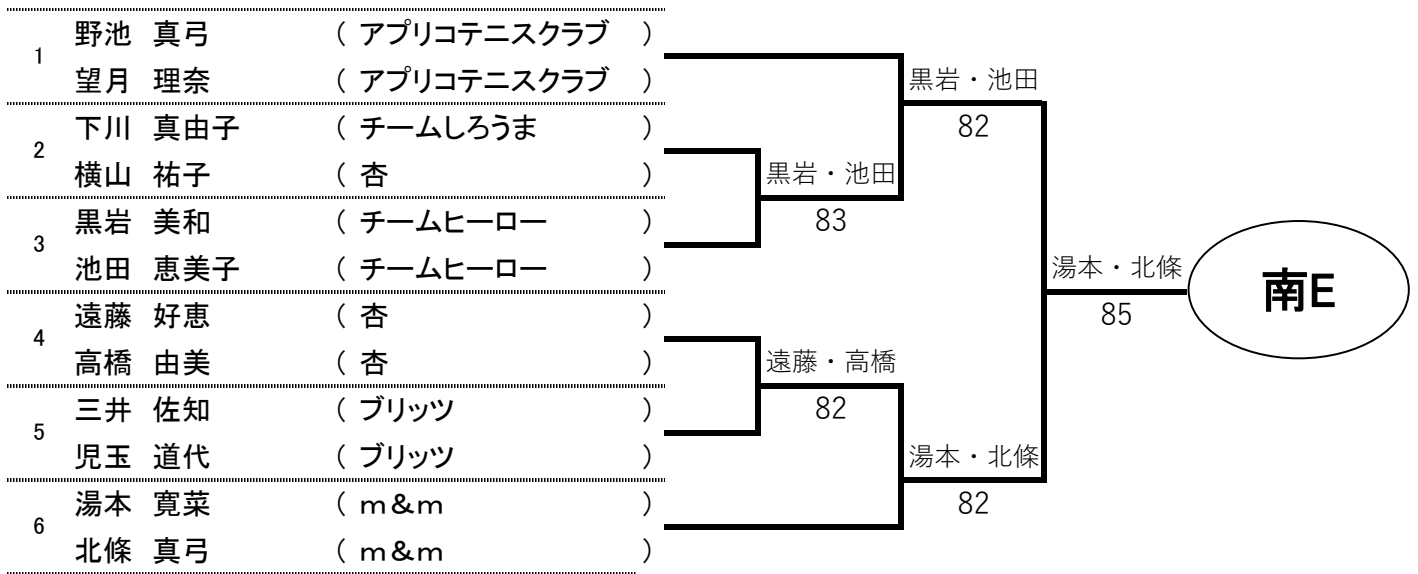 1
野池 真弓 ( アプリコテニスクラブ )
望月 理奈 ( アプリコテニスクラブ )
2
下川 真由子 ( チームしろうま )
横山 祐子 ( 杏 )
3
黒岩 美和 ( チームヒーロー )
池田 恵美子 ( チームヒーロー )
4
遠藤 好恵 ( 杏 )
高橋 由美 ( 杏 )
5
三井 佐知 ( ブリッツ )
児玉 道代 ( ブリッツ )
6
湯本 寛菜 ( m&m )
北條 真弓 ( m&m )
黒岩・池田
83
遠藤・高橋
82
黒岩・池田
82
湯本・北條
82
湯本・北條
85
南E